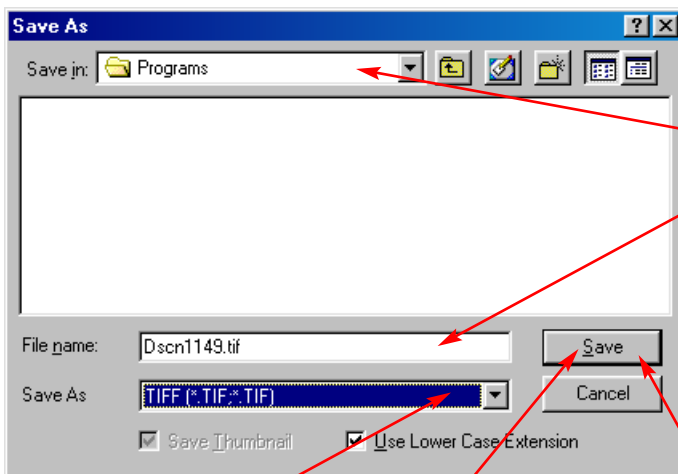 Save As
Save in: Programs
File name: Dscn1149.tif Save
Save As TIFF (*.TIF;*.TIF) Cancel
Save Thumbnail Use Lower Case Extension